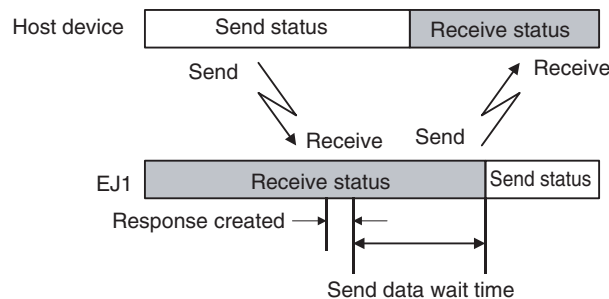 Host device
Send status
Receive status
Send
Receive
Receive
Send
EJ1
Receive status
Send status
Response created
Send data wait time